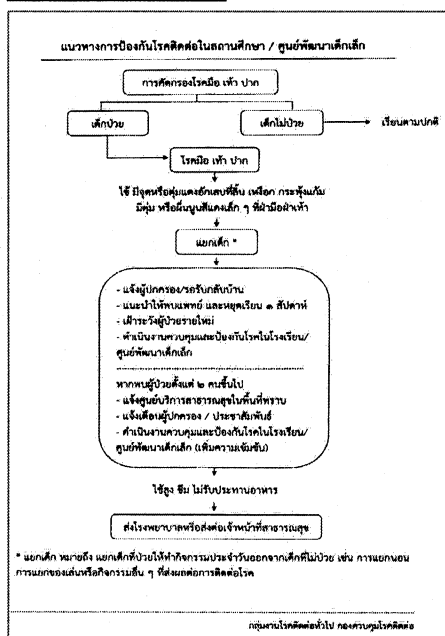 แนวทางการป้องกันโรคติดต่อในสถานศึกษา / ศูนย์พัฒนาเด็กเล็ก
การคัดกรองโรคมือ เท้า ปาก
เด็กป่วย
เด็กไม่ป่วย
เรียนตามปกติ
โรคมือ เท้า ปาก
ไข้ มีจุดหรือตุ่มแดงอักเสบที่ลิ้น เหงือก กระพุ้งแก้ม
มีตุ่ม หรือผื่นนูนสีแดงเล็ก ๆ ที่ฝ่ามือฝ่าเท้า
แยกเด็ก *
- แจ้งผู้ปกครอง/รอรับกลับบ้าน
- แนะนำให้พบแพทย์ และหยุดเรียน ๑ สัปดาห์
- เฝ้าระวังผู้ป่วยรายใหม่
- ดำเนินงานควบคุมและป้องกันโรคในโรงเรียน/
ศูนย์พัฒนาเด็กเล็ก
หากพบผู้ป่วยตั้งแต่ ๒ คนขึ้นไป
- แจ้งศูนย์บริการสาธารณสุขในพื้นที่ทราบ
- แจ้งเตือนผู้ปกครอง / ประชาสัมพันธ์
- ดำเนินงานควบคุมและป้องกันโรคในโรงเรียน/
ศูนย์พัฒนาเด็กเล็ก (เพิ่มความเข้มข้น)
ไข้สูง ซึม ไม่รับประทานอาหาร
ส่งโรงพยาบาลหรือส่งต่อเจ้าหน้าที่สาธารณสุข
* แยกเด็ก หมายถึง แยกเด็กที่ป่วยให้ทำกิจกรรมประจำวันออกจากเด็กที่ไม่ป่วย เช่น การแยกนอน
การแยกของเล่นหรือกิจกรรมอื่น ๆ ที่ส่งผลต่อการติดต่อโรค
กลุ่มงานโรคติดต่อทั่วไป กองควบคุมโรคติดต่อ